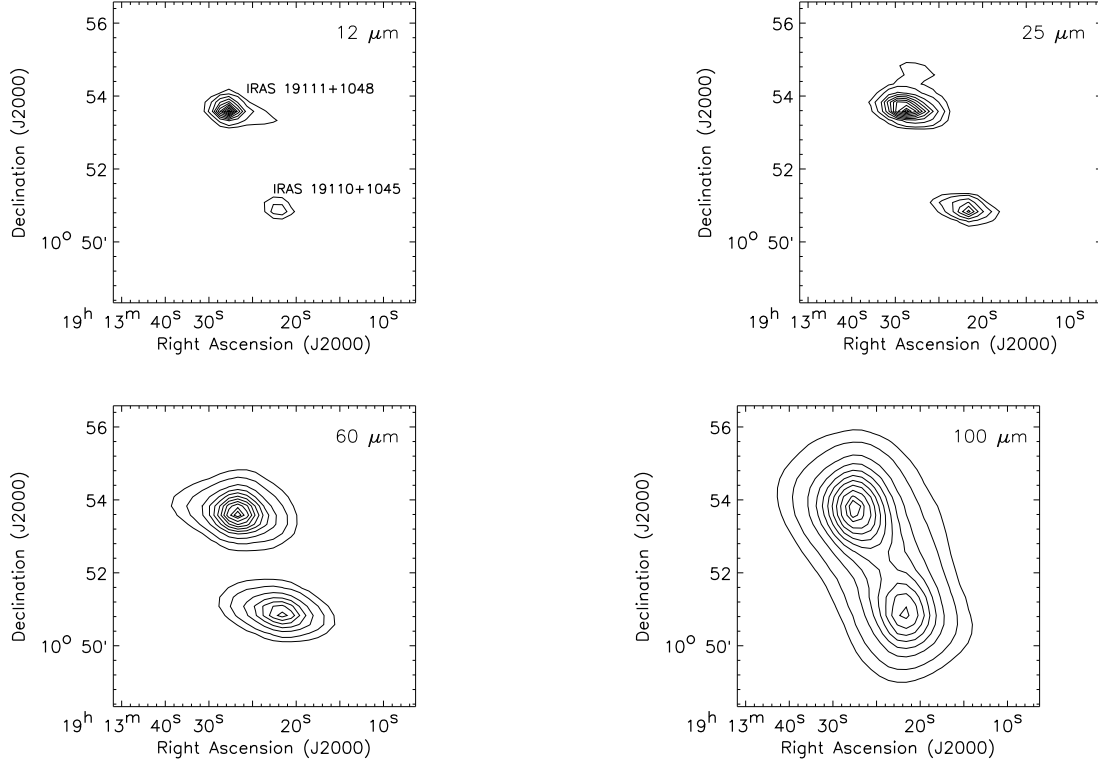 12 μm
56
54
52
10° 50'
Declination (J2000)
IRAS 19111+1048
IRAS 19110+1045
19h 13m 40s 30s 20s 10s
Right Ascension (J2000)
25 μm
56
54
52
10° 50'
Declination (J2000)
19h 13m 40s 30s 20s 10s
Right Ascension (J2000)
60 μm
56
54
52
10° 50'
Declination (J2000)
19h 13m 40s 30s 20s 10s
Right Ascension (J2000)
100 μm
56
54
52
10° 50'
Declination (J2000)
19h 13m 40s 30s 20s 10s
Right Ascension (J2000)